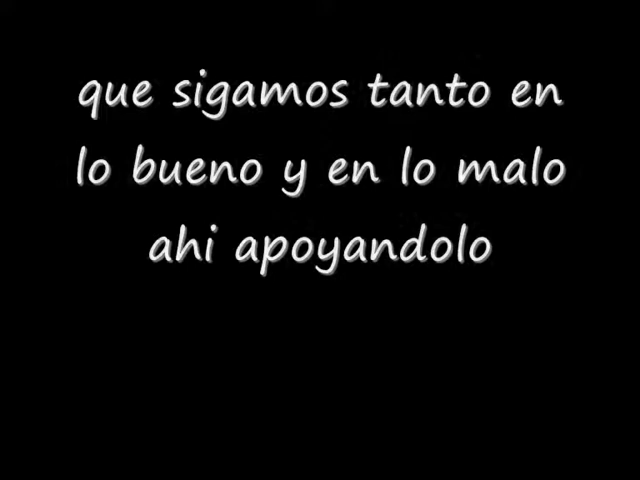 que sigamos tanto en
lo bueno y en lo malo
ahi apoyandolo